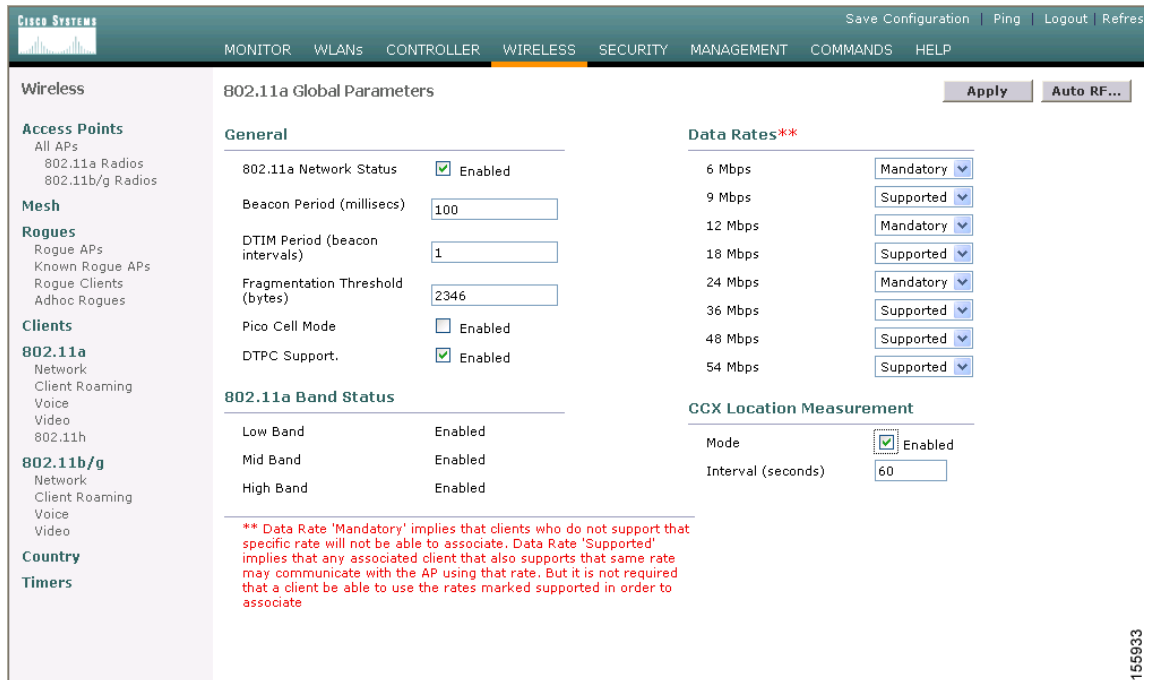 CISCO SYSTEMS
Save Configuration | Ping | Logout | Refres
MONITOR WLANs CONTROLLER WIRELESS SECURITY MANAGEMENT COMMANDS HELP
Wireless
Access Points
All APs
802.11a Radios
802.11b/g Radios
Mesh
Rogues
Rogue APs
Known Rogue APs
Rogue Clients
Adhoc Rogues
Clients
802.11a
Network
Client Roaming
Voice
Video
802.11h
802.11b/g
Network
Client Roaming
Voice
Video
Country
Timers
802.11a Global Parameters
Apply
Auto RF...
General
802.11a Network Status Enabled
Beacon Period (millisecs) 100
DTIM Period (beacon
intervals) 1
Fragmentation Threshold
(bytes) 2346
Pico Cell Mode Enabled
DTPC Support. Enabled
802.11a Band Status
Low Band Enabled
Mid Band Enabled
High Band Enabled
Data Rates**
6 Mbps Mandatory
9 Mbps Supported
12 Mbps Mandatory
18 Mbps Supported
24 Mbps Mandatory
36 Mbps Supported
48 Mbps Supported
54 Mbps Supported
CCX Location Measurement
Mode Enabled
Interval (seconds) 60
** Data Rate 'Mandatory' implies that clients who do not support that
specific rate will not be able to associate. Data Rate 'Supported'
implies that any associated client that also supports that same rate
may communicate with the AP using that rate. But it is not required
that a client be able to use the rates marked supported in order to
associate
155933